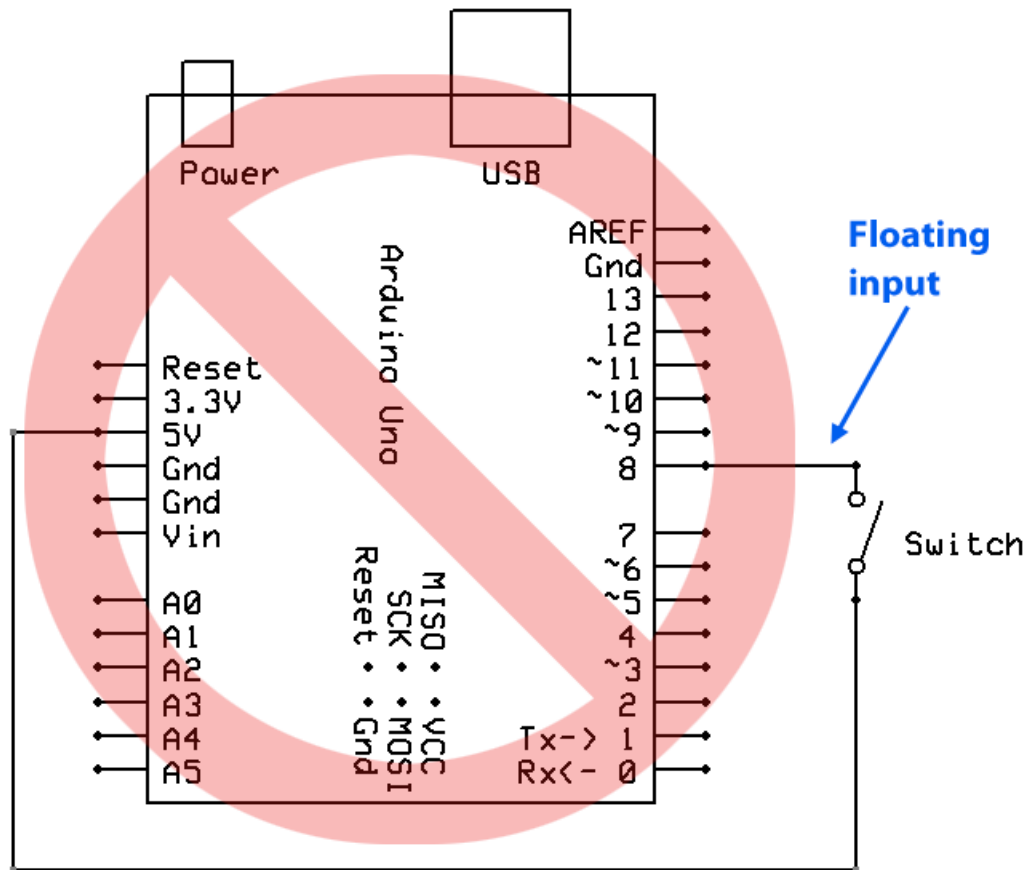 Power
USB
Floating
input
Arduino Uno
AREF
Gnd
13
12
~11
~10
~9
8
7
~6
~5
4
~3
2
Tx-> 1
Rx<- 0
Reset
3.3V
5V
Gnd
Gnd
Vin
A0
A1
A2
A3
A4
A5
MISO
VCC
SCK
MOSI
Reset
Gnd
Switch